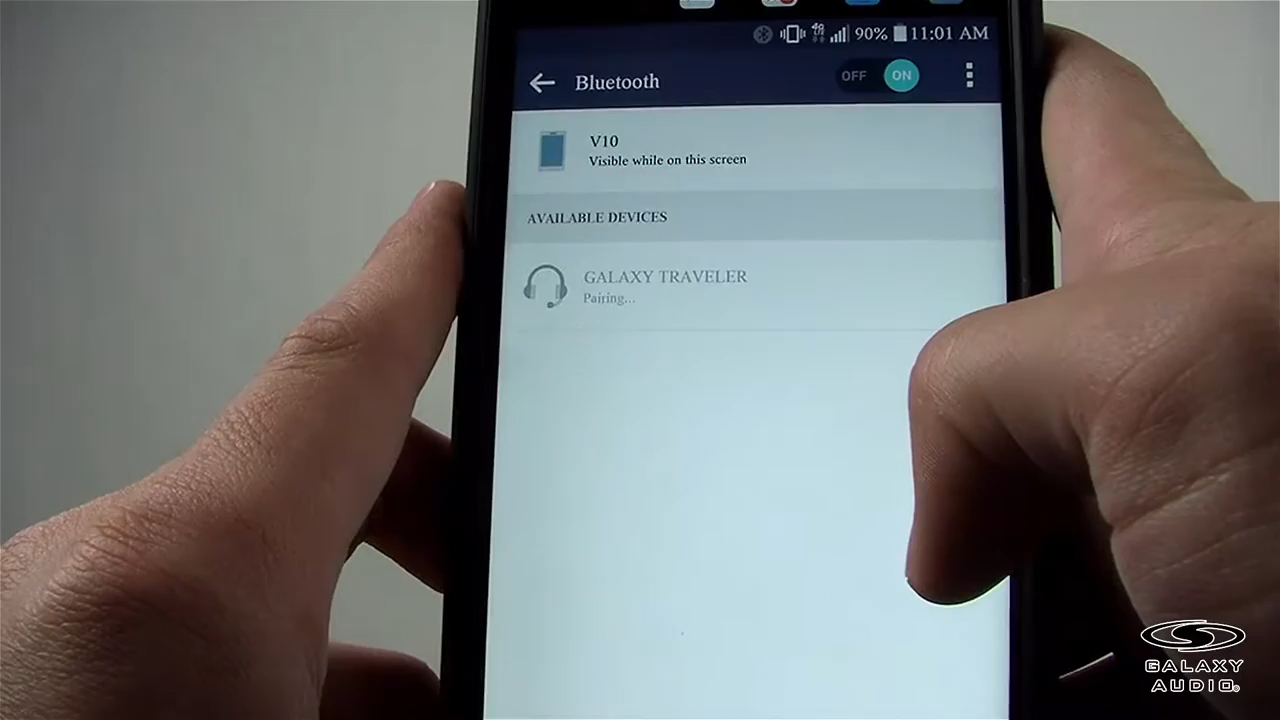 90% 11:01 AM
Bluetooth OFF ON
V10
Visible while on this screen
AVAILABLE DEVICES
GALAXY TRAVELER
Pairing...
GALAXY
AUDIO